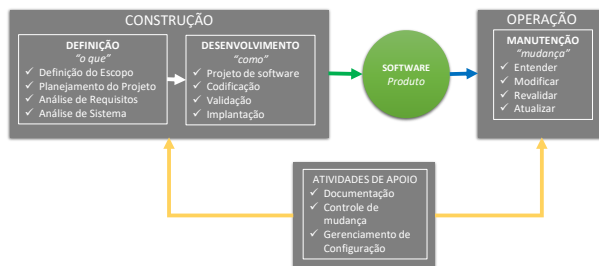 CONSTRUÇÃO
DEFINIÇÃO
"o que"
✓ Definição do Escopo
✓ Planejamento do Projeto
✓ Análise de Requisitos
✓ Análise de Sistema
DESENVOLVIMENTO
"como"
✓ Projeto de software
✓ Codificação
✓ Validação
✓ Implantação
SOFTWARE
Produto
OPERAÇÃO
MANUTENÇÃO
"mudança"
✓ Entender
✓ Modificar
✓ Revalidar
✓ Atualizar
ATIVIDADES DE APOIO
✓ Documentação
✓ Controle de
mudança
✓ Gerenciamento de
Configuração